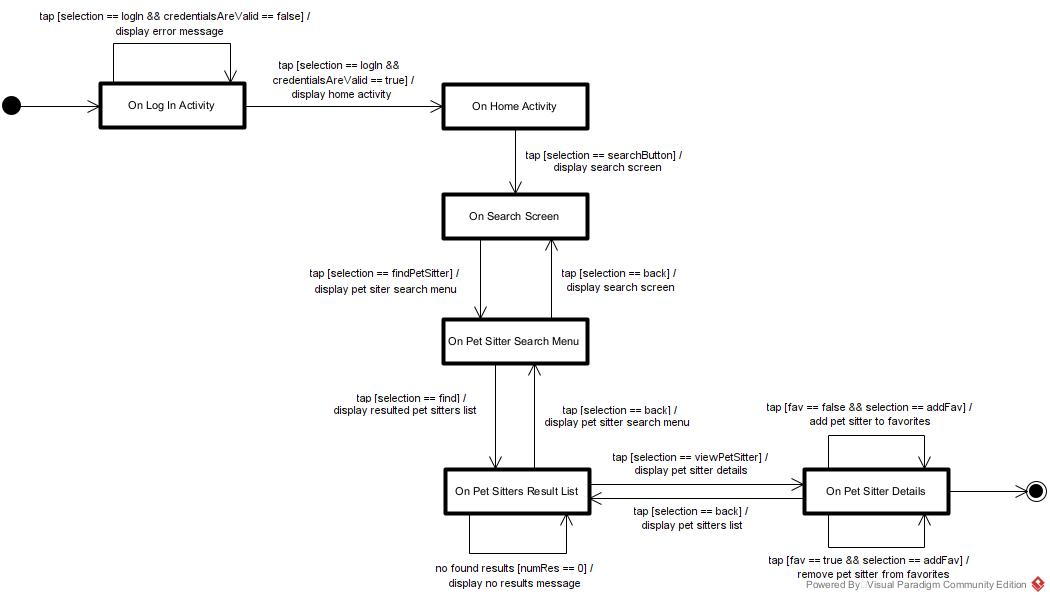 tap [selection == logIn && credentialsAreValid == false] /
display error message
tap [selection == logIn &&
credentialsAreValid == true] /
display home activity
On Log In Activity
On Home Activity
tap [selection == searchButton] /
display search screen
On Search Screen
tap [selection == findPetSitter] /
display pet siter search menu
tap [selection == back] /
display search screen
On Pet Sitter Search Menu
tap [selection == find] /
display resulted pet sitters list
tap [selection == back] /
display pet sitter search menu
tap [fav == false && selection == addFav] /
add pet sitter to favorites
tap [selection == viewPetSitter] /
display pet sitter details
On Pet Sitters Result List
On Pet Sitter Details
tap [selection == back] /
display pet sitters list
no found results [numRes == 0] /
display no results message
tap [fav == true && selection == addFav] /
remove pet sitter from favorites
Powered By Visual Paradigm Community Edition